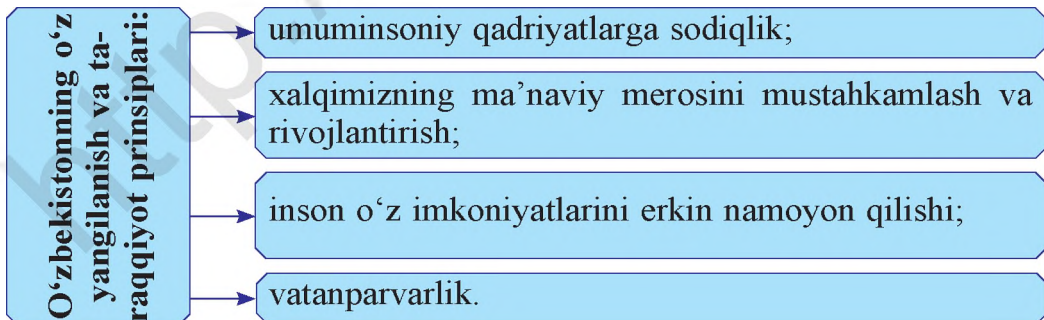 O‘zbekistonning o‘z
yangilanish va ta-
raqqiyot prinsiplari:
umuminsoniy qadriyatlarga sodiqlik;
xalqimizning ma’naviy merosini mustahkamlash va
rivojlantirish;
inson o‘z imkoniyatlarini erkin namoyon qilishi;
vatanparvarlik.
http